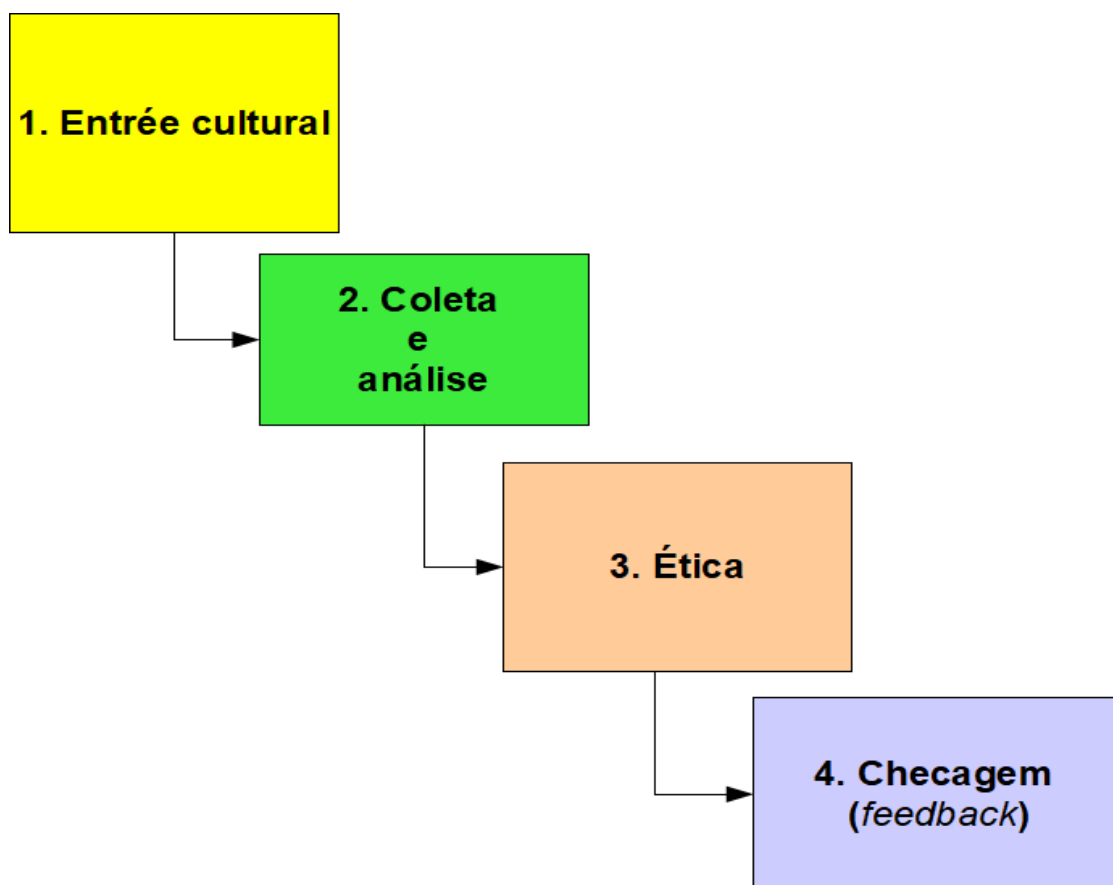 1. Entrée cultural
2. Coleta
e
análise
3. Ética
4. Checagem
(feedback)